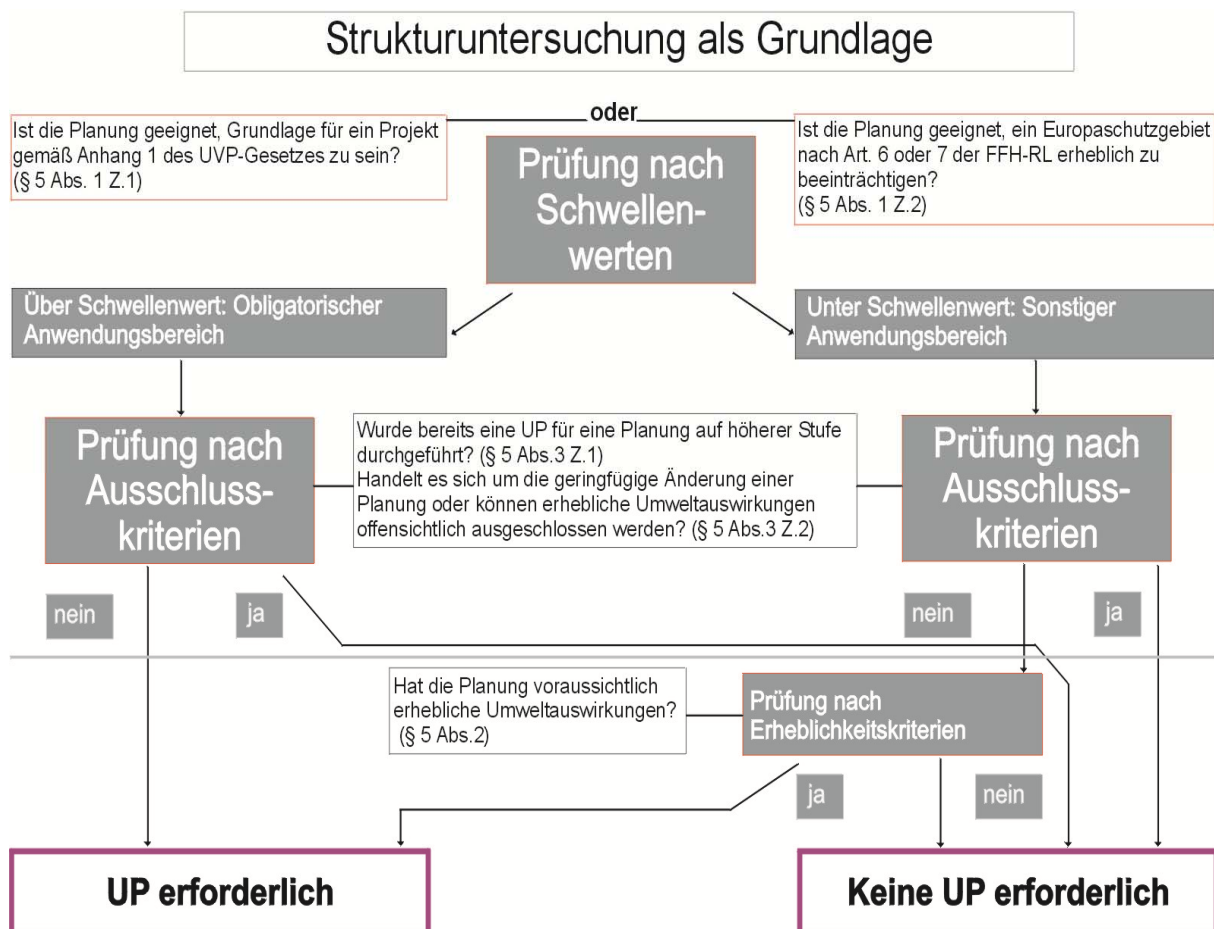 Strukturuntersuchung als Grundlage
oder
Ist die Planung geeignet, Grundlage für ein Projekt
gemäß Anhang 1 des UVP-Gesetzes zu sein?
(§ 5 Abs. 1 Z.1)
Prüfung nach
Schwellen-
werten
Ist die Planung geeignet, ein Europaschutzgebiet
nach Art. 6 oder 7 der FFH-RL erheblich zu
beeinträchtigen?
(§ 5 Abs. 1 Z.2)
Über Schwellenwert: Obligatorischer
Anwendungsbereich
Unter Schwellenwert: Sonstiger
Anwendungsbereich
Prüfung nach
Ausschluss-
kriterien
Wurde bereits eine UP für eine Planung auf höherer Stufe
durchgeführt? (§ 5 Abs.3 Z.1)
Handelt es sich um die geringfügige Änderung einer
Planung oder können erhebliche Umweltauswirkungen
offensichtlich ausgeschlossen werden? (§ 5 Abs.3 Z.2)
Prüfung nach
Ausschluss-
kriterien
nein
ja
nein
ja
Hat die Planung voraussichtlich
erhebliche Umweltauswirkungen?
(§ 5 Abs.2)
Prüfung nach
Erheblichkeitskriterien
ja
nein
UP erforderlich
Keine UP erforderlich